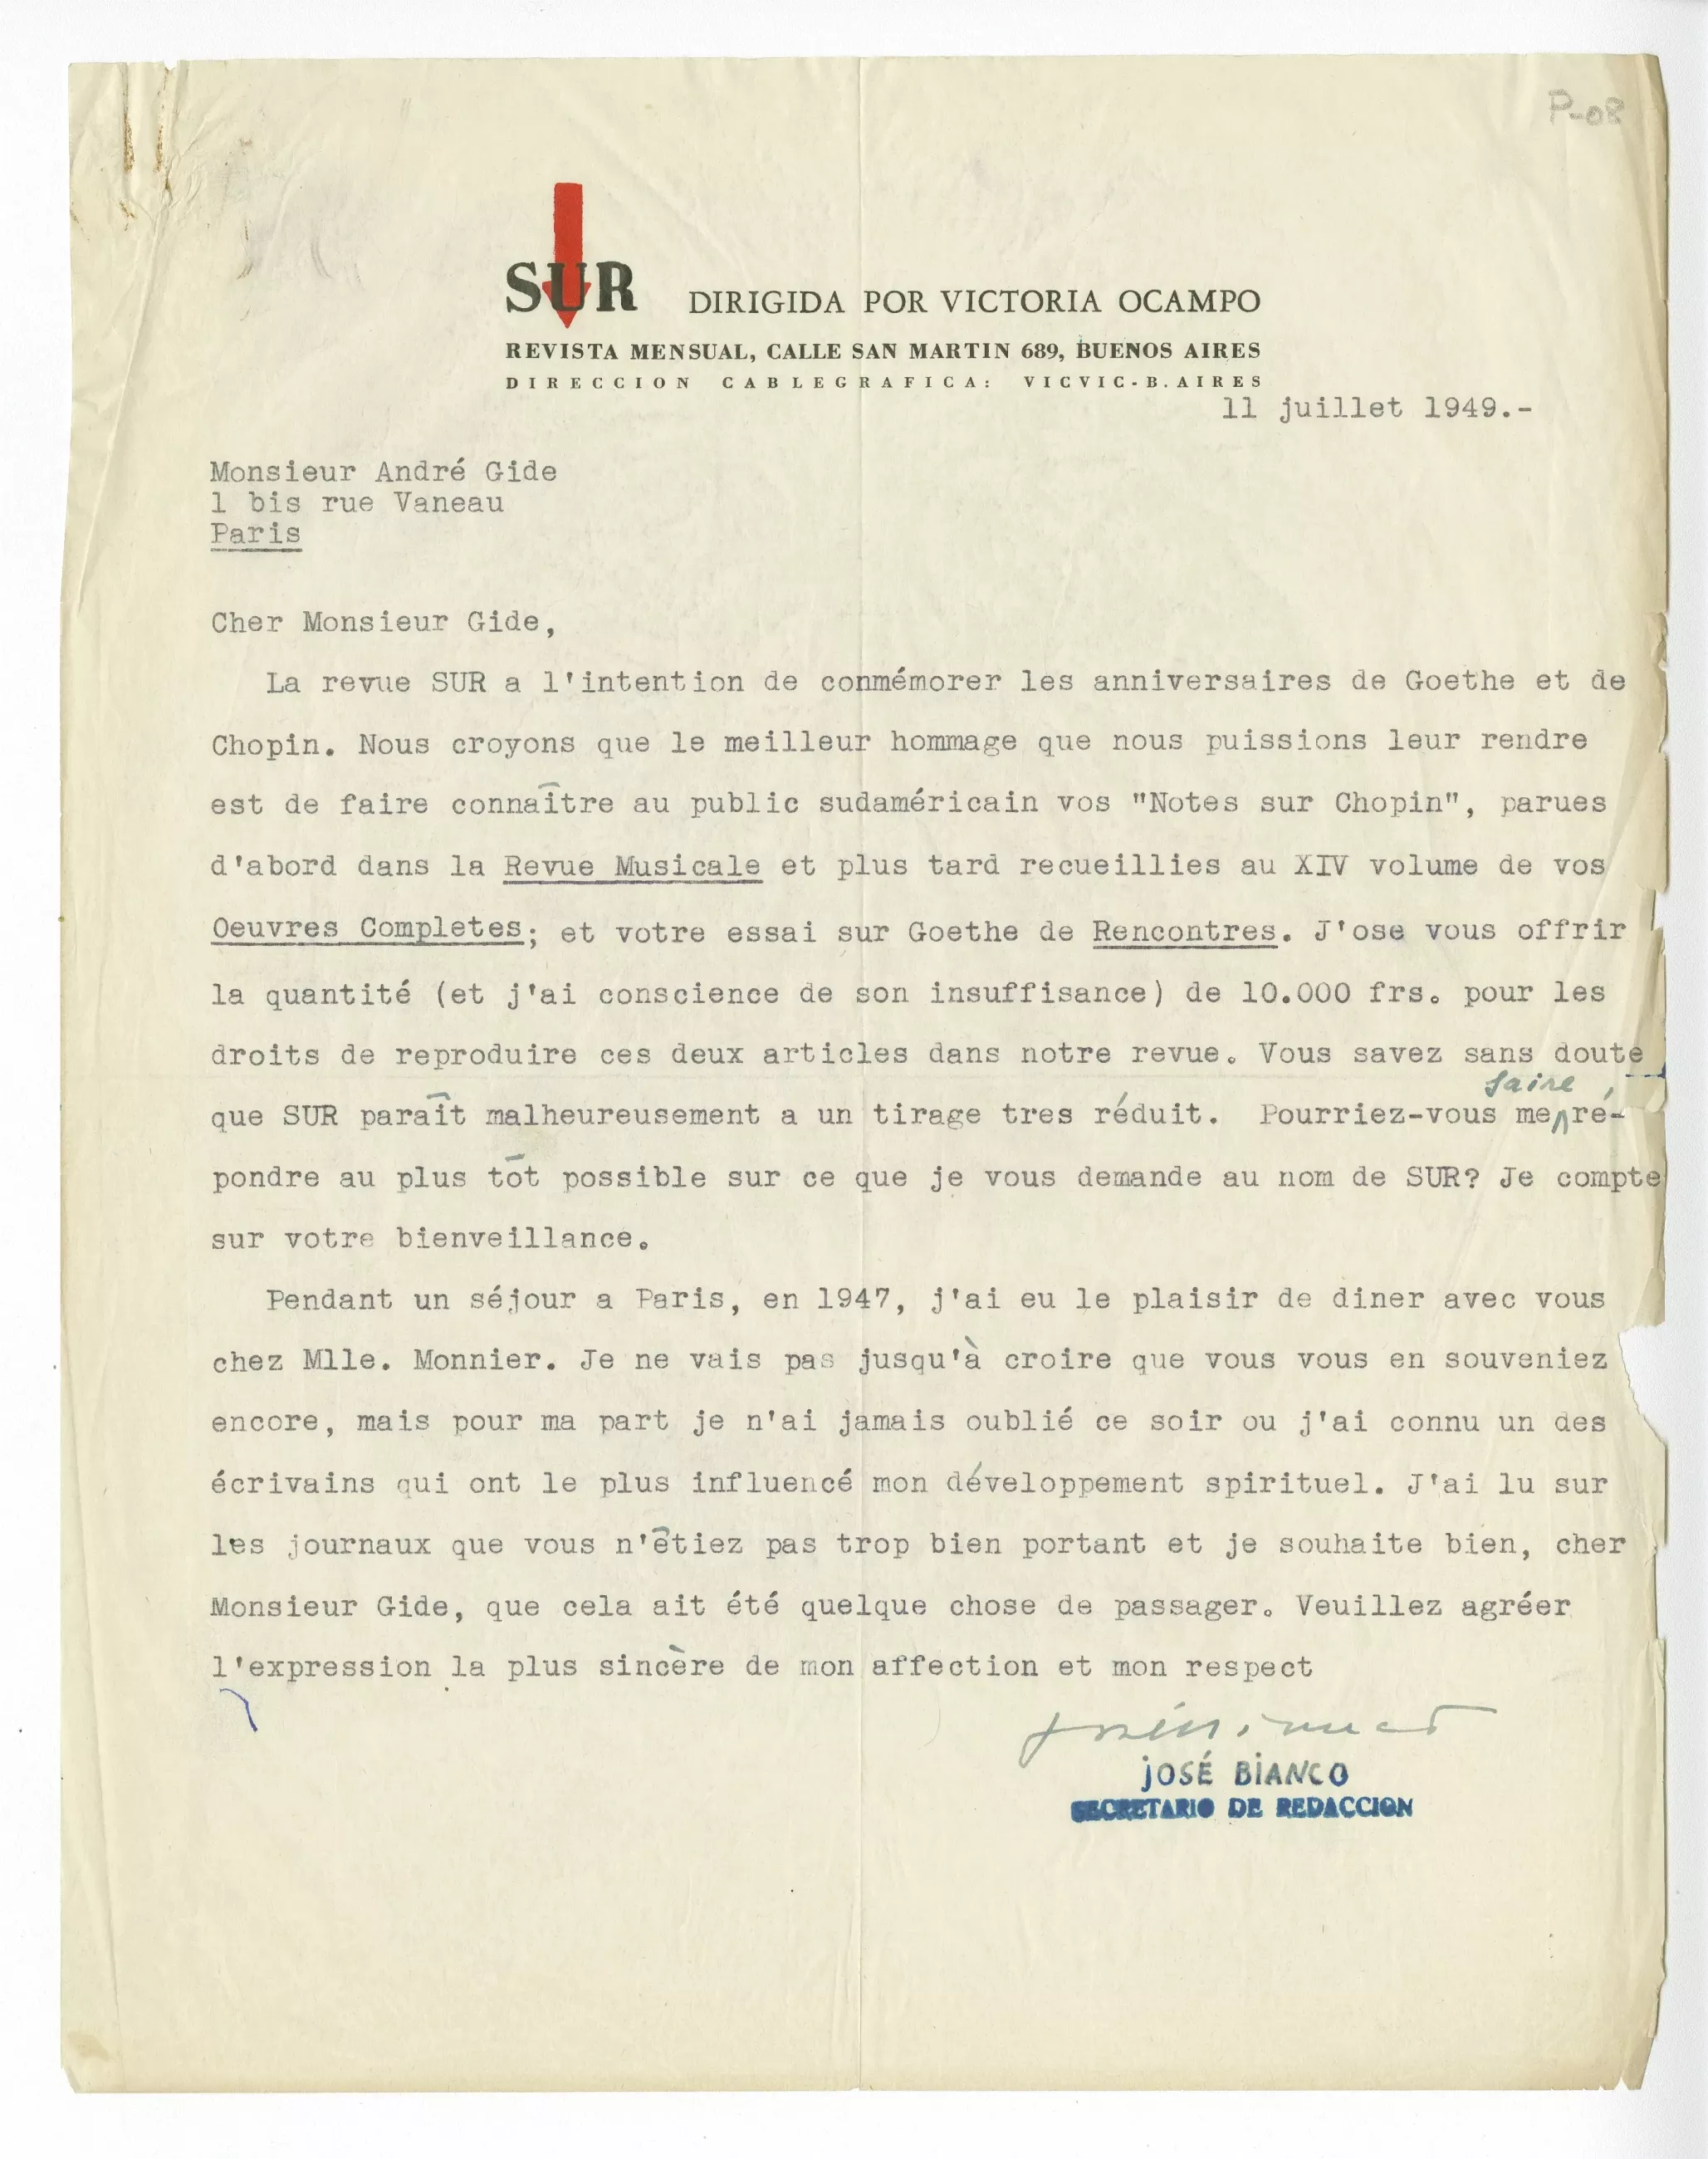 P-08
SUR DIRIGIDA POR VICTORIA OCAMPO
REVISTA MENSUAL, CALLE SAN MARTIN 689, BUENOS AIRES
DIRECCION CABLEGRAFICA: VICVIC-B. AIRES
11 juillet 1949.-
Monsieur André Gide
1 bis rue Vaneau
Paris
Cher Monsieur Gide,
La revue SUR a l'intention de conmémorer les anniversaires de Goethe et de
Chopin. Nous croyons que le meilleur hommage que nous puissions leur rendre
est de faire connaître au public sudaméricain vos "Notes sur Chopin", parues
d'abord dans la Revue Musicale et plus tard recueillies au XIV volume de vos
Oeuvres Completes; et votre essai sur Goethe de Rencontres. J'ose vous offrir
la quantité (et j'ai conscience de son insuffisance) de 10.000 frs. pour les
droits de reproduire ces deux articles dans notre revue. Vous savez sans doute
faire
que SUR paraît malheureusement a un tirage tres réduit. Pourriez-vous me ré-
pondre au plus tôt possible sur ce que je vous demande au nom de SUR? Je compte
sur votre bienveillance.
Pendant un séjour a Paris, en 1947, j'ai eu le plaisir de diner avec vous
chez Mlle. Monnier. Je ne vais pas jusqu'à croire que vous vous en souveniez
encore, mais pour ma part je n'ai jamais oublié ce soir ou j'ai connu un des
écrivains qui ont le plus influencé mon développement spirituel. J'ai lu sur
les journaux que vous n'êtiez pas trop bien portant et je souhaite bien, cher
Monsieur Gide, que cela ait été quelque chose de passager. Veuillez agréer
l'expression la plus sincère de mon affection et mon respect
José Bianco
JOSÉ BIANCO
SECRETARIO DE REDACCION